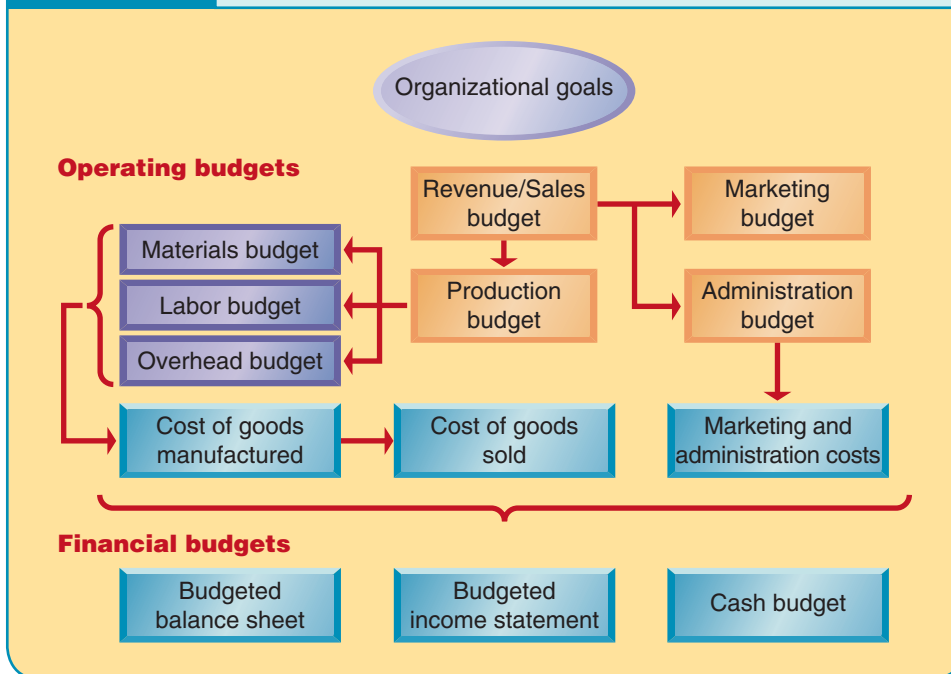 Organizational goals
Operating budgets
Revenue/Sales
budget
Marketing
budget
Materials budget
Labor budget
Overhead budget
Production
budget
Administration
budget
Cost of goods
manufactured
Cost of goods
sold
Marketing and
administration costs
Financial budgets
Budgeted
balance sheet
Budgeted
income statement
Cash budget